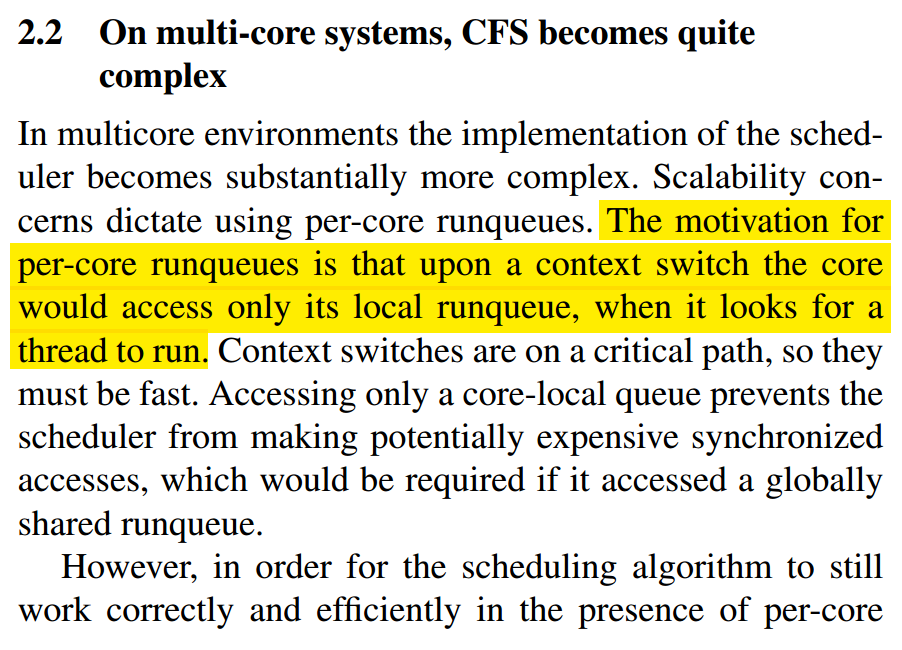 2.2 On multi-core systems, CFS becomes quite
complex
In multicore environments the implementation of the sched-
uler becomes substantially more complex. Scalability con-
cerns dictate using per-core runqueues. The motivation for
per-core runqueues is that upon a context switch the core
would access only its local runqueue, when it looks for a
thread to run. Context switches are on a critical path, so they
must be fast. Accessing only a core-local queue prevents the
scheduler from making potentially expensive synchronized
accesses, which would be required if it accessed a globally
shared runqueue.
However, in order for the scheduling algorithm to still
work correctly and efficiently in the presence of per-core